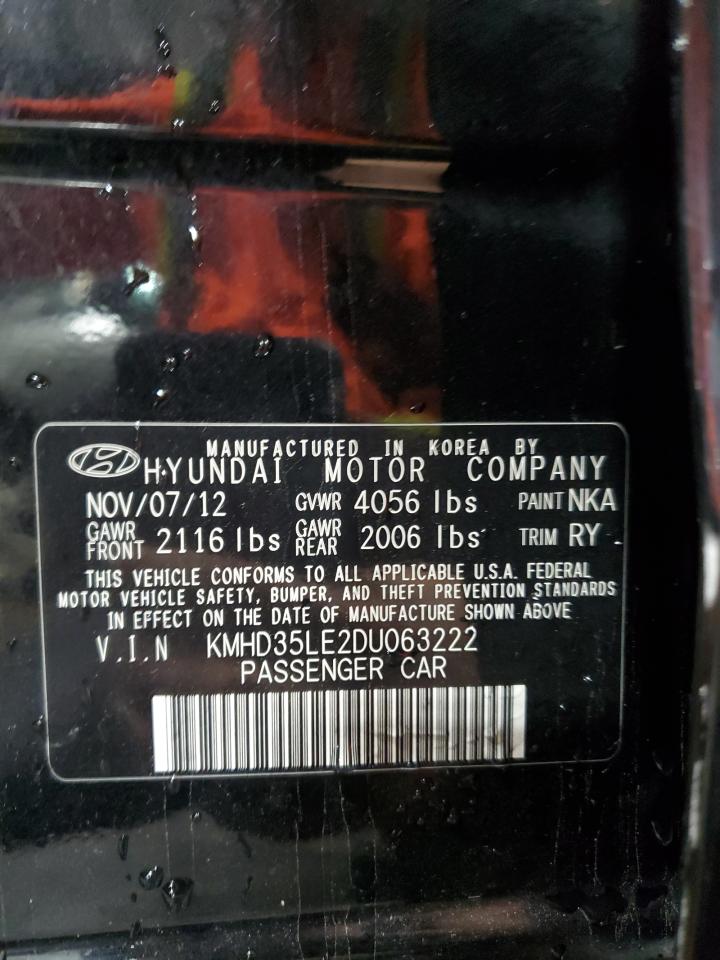 MANUFACTURED IN KOREA BY
HYUNDAI MOTOR COMPANY
NOV/07/12 GVWR 4056 lbs PAINT NKA
GAWR FRONT 2116 lbs GAWR REAR 2006 lbs TRIM RY
THIS VEHICLE CONFORMS TO ALL APPLICABLE U.S.A. FEDERAL
MOTOR VEHICLE SAFETY, BUMPER, AND THEFT PREVENTION STANDARDS
IN EFFECT ON THE DATE OF MANUFACTURE SHOWN ABOVE
V.I.N KMHD35LE2DU063222
PASSENGER CAR